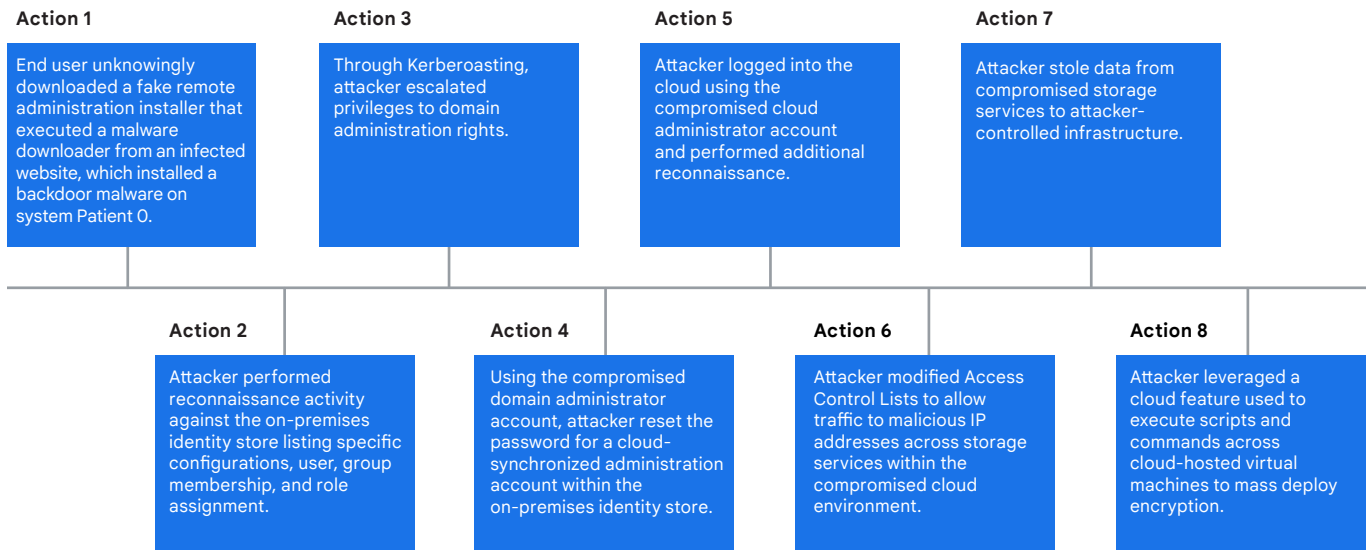 Action 1
End user unknowingly
downloaded a fake remote
administration installer that
executed a malware
downloader from an infected
website, which installed a
backdoor malware on
system Patient 0.
Action 2
Attacker performed
reconnaissance activity
against the on-premises
identity store listing specific
configurations, user, group
membership, and role
assignment.
Action 3
Through Kerberoasting,
attacker escalated
privileges to domain
administration rights.
Action 4
Using the compromised
domain administrator
account, attacker reset the
password for a cloud-
synchronized administration
account within the
on-premises identity store.
Action 5
Attacker logged into the
cloud using the
compromised cloud
administrator account
and performed additional
reconnaissance.
Action 6
Attacker modified Access
Control Lists to allow
traffic to malicious IP
addresses across storage
services within the
compromised cloud
environment.
Action 7
Attacker stole data from
compromised storage
services to attacker-
controlled infrastructure.
Action 8
Attacker leveraged a
cloud feature used to
execute scripts and
commands across
cloud-hosted virtual
machines to mass deploy
encryption.